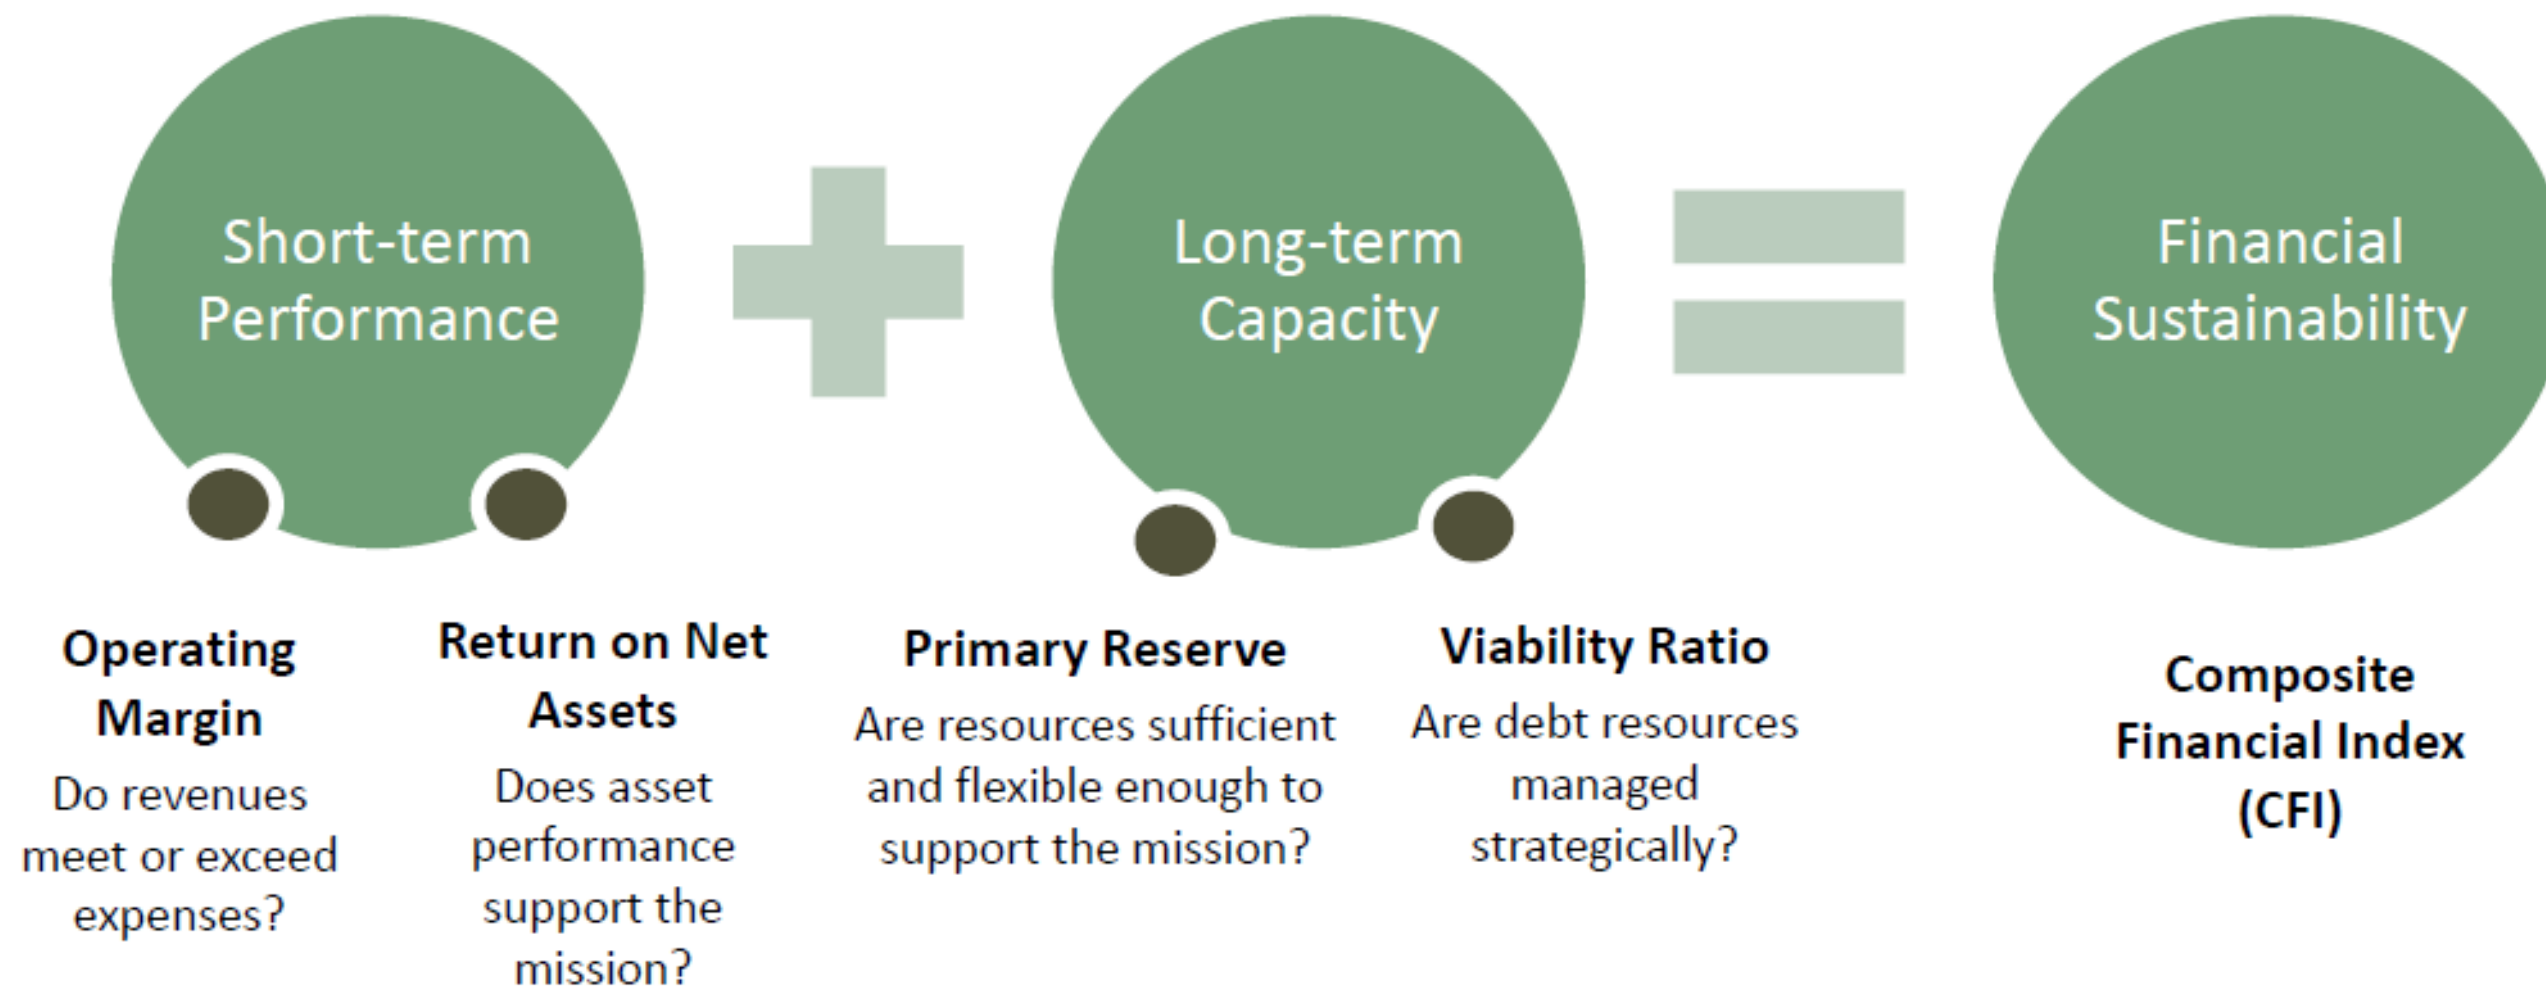 Short-term
Performance
Long-term
Capacity
Financial
Sustainability
Operating
Margin
Do revenues
meet or exceed
expenses?
Return on Net
Assets
Does asset
performance
support the
mission?
Primary Reserve
Are resources sufficient
and flexible enough to
support the mission?
Viability Ratio
Are debt resources
managed
strategically?
Composite
Financial Index
(CFI)